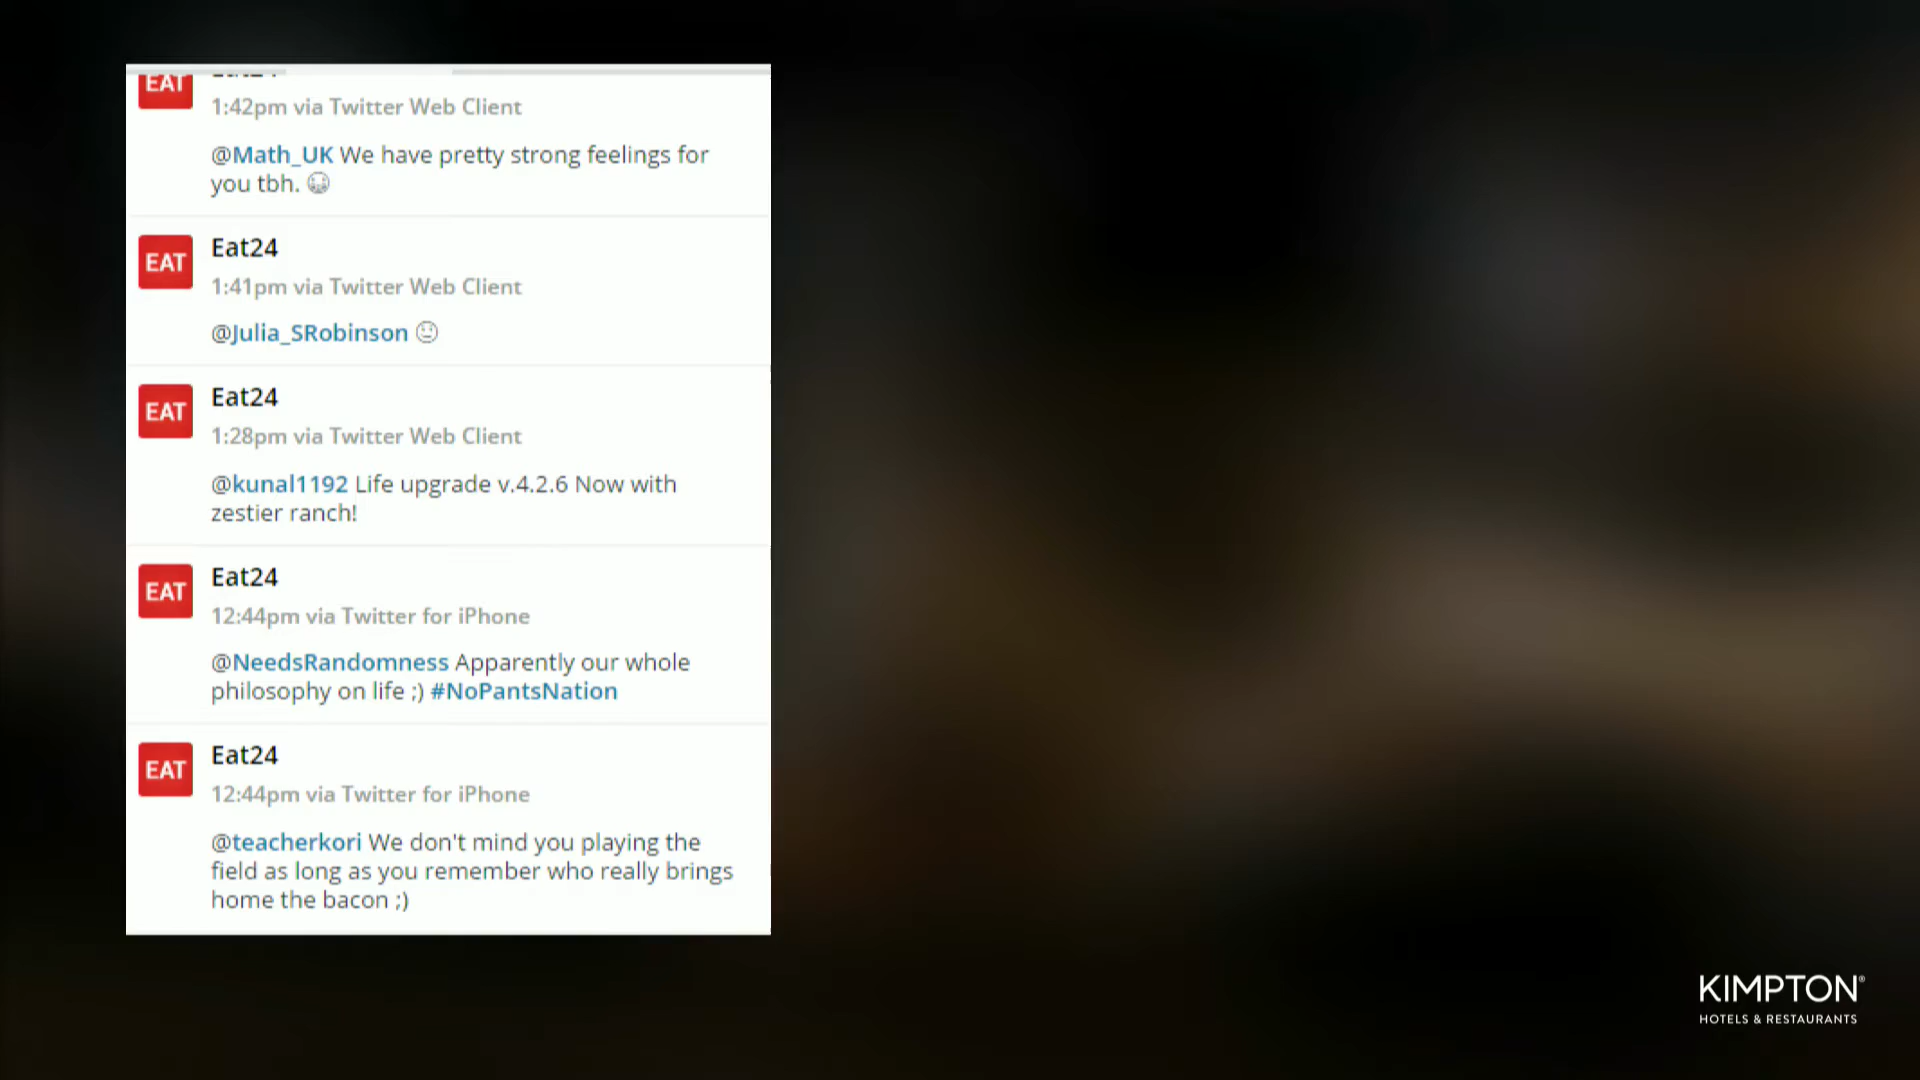 EAT
1:42pm via Twitter Web Client
@Math_UK We have pretty strong feelings for
you tbh.
EAT
Eat24
1:41pm via Twitter Web Client
@Julia_SRobinson
EAT
Eat24
1:28pm via Twitter Web Client
@kunal1192 Life upgrade v.4.2.6 Now with
zestier ranch!
EAT
Eat24
12:44pm via Twitter for iPhone
@NeedsRandomness Apparently our whole
philosophy on life ;) #NoPantsNation
EAT
Eat24
12:44pm via Twitter for iPhone
@teacherkori We don't mind you playing the
field as long as you remember who really brings
home the bacon ;)
KIMPTON®
HOTELS & RESTAURANTS